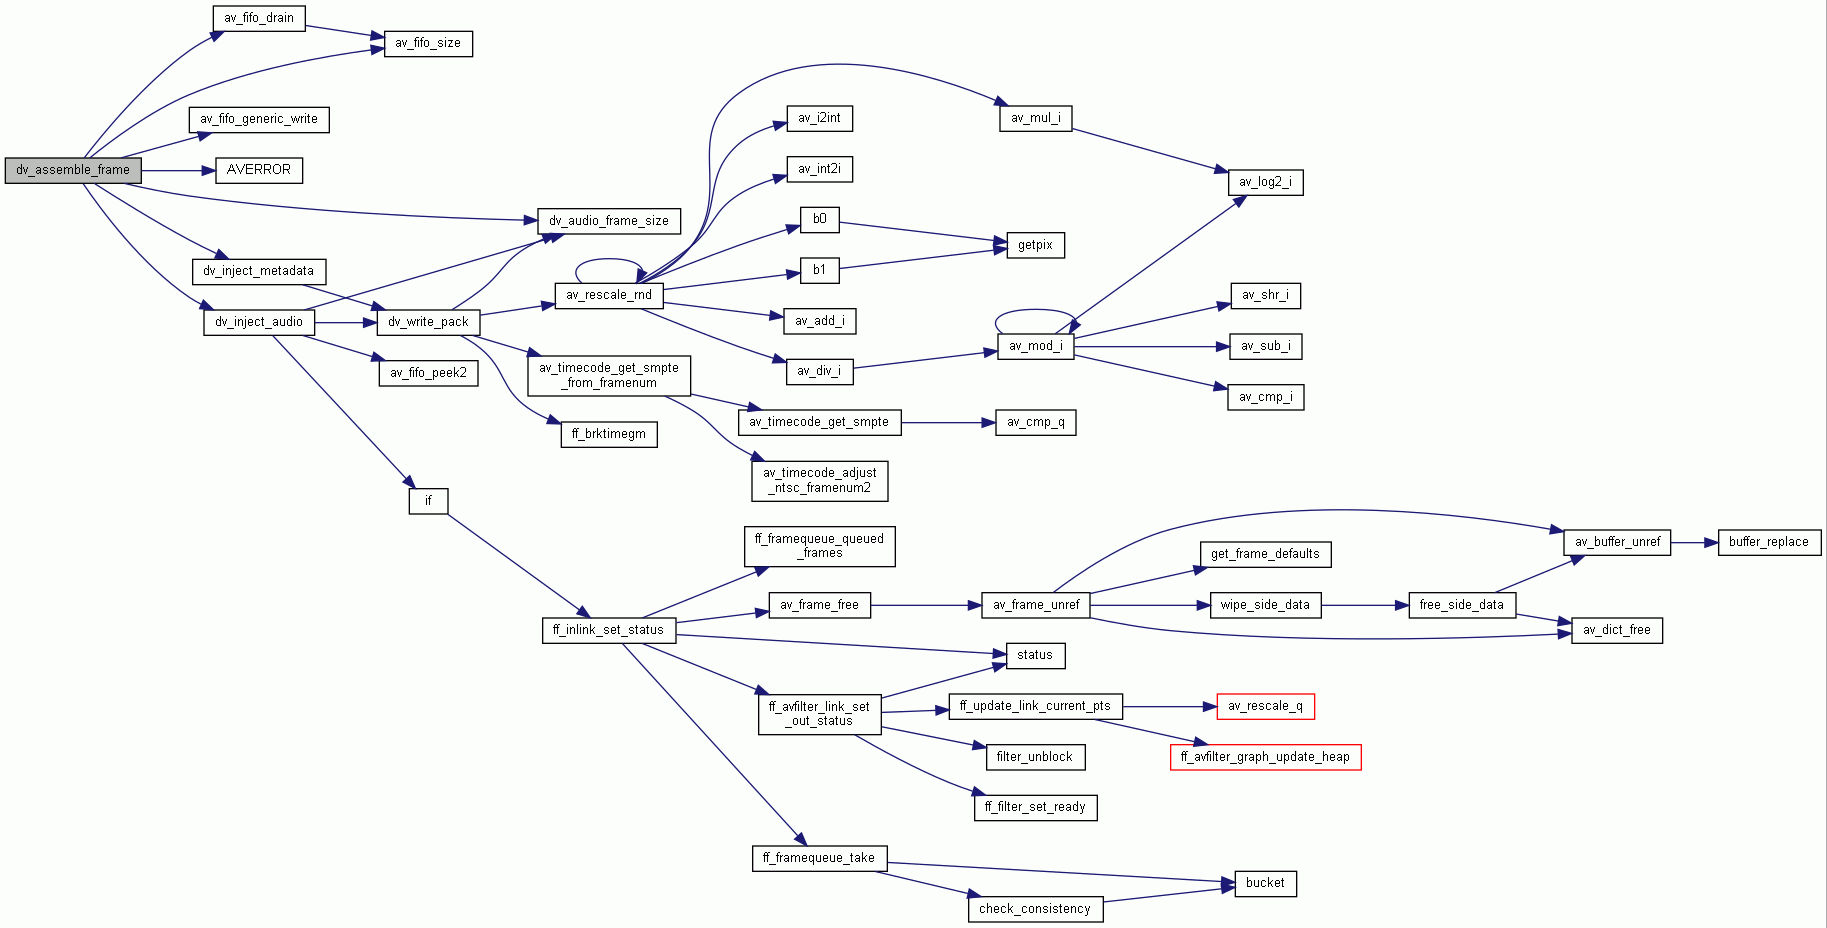 av_fifo_drain
av_fifo_size
av_fifo_generic_write
dv_assemble_frame
AVERROR
dv_audio_frame_size
dv_inject_metadata
dv_inject_audio
dv_write_pack
av_fifo_peek2
av_rescale_rnd
av_timecode_get_smpte
_from_framenum
ff_brktimegm
av_i2int
av_int2i
b0
b1
av_add_i
av_div_i
av_mul_i
av_log2_i
getpix
av_mod_i
av_shr_i
av_sub_i
av_cmp_i
av_timecode_get_smpte
av_cmp_q
av_timecode_adjust
_ntsc_framenum2
if
ff_inlink_set_status
ff_framequeue_queued
_frames
av_frame_free
av_frame_unref
get_frame_defaults
wipe_side_data
free_side_data
av_buffer_unref
buffer_replace
av_dict_free
status
ff_avfilter_link_set
_out_status
ff_update_link_current_pts
av_rescale_q
ff_avfilter_graph_update_heap
filter_unblock
ff_filter_set_ready
ff_framequeue_take
bucket
check_consistency